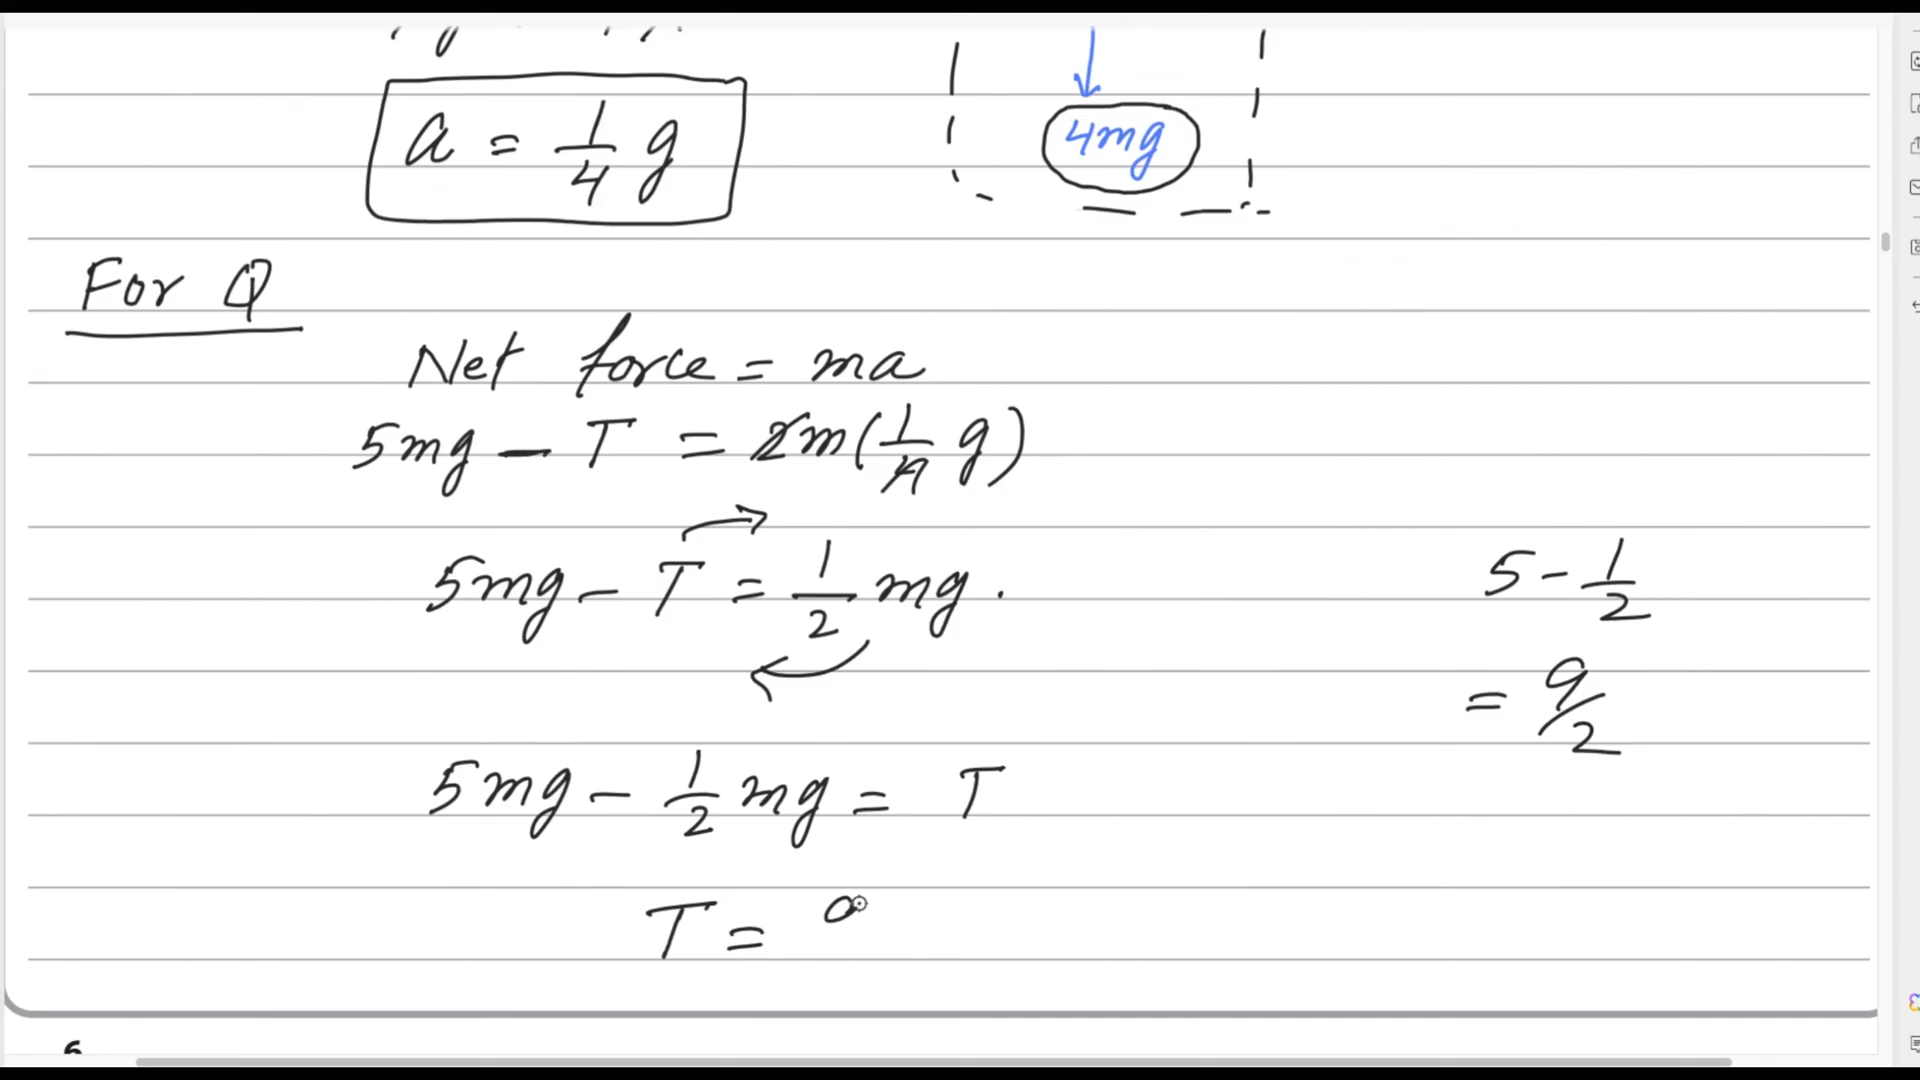 4mg
a = 1/4 g
For Q
Net force = ma
5mg - T = 2m(1/4 g)
5mg - T = 1/2 mg.
5 - 1/2
= 9/2
5mg - 1/2 mg = T
T =